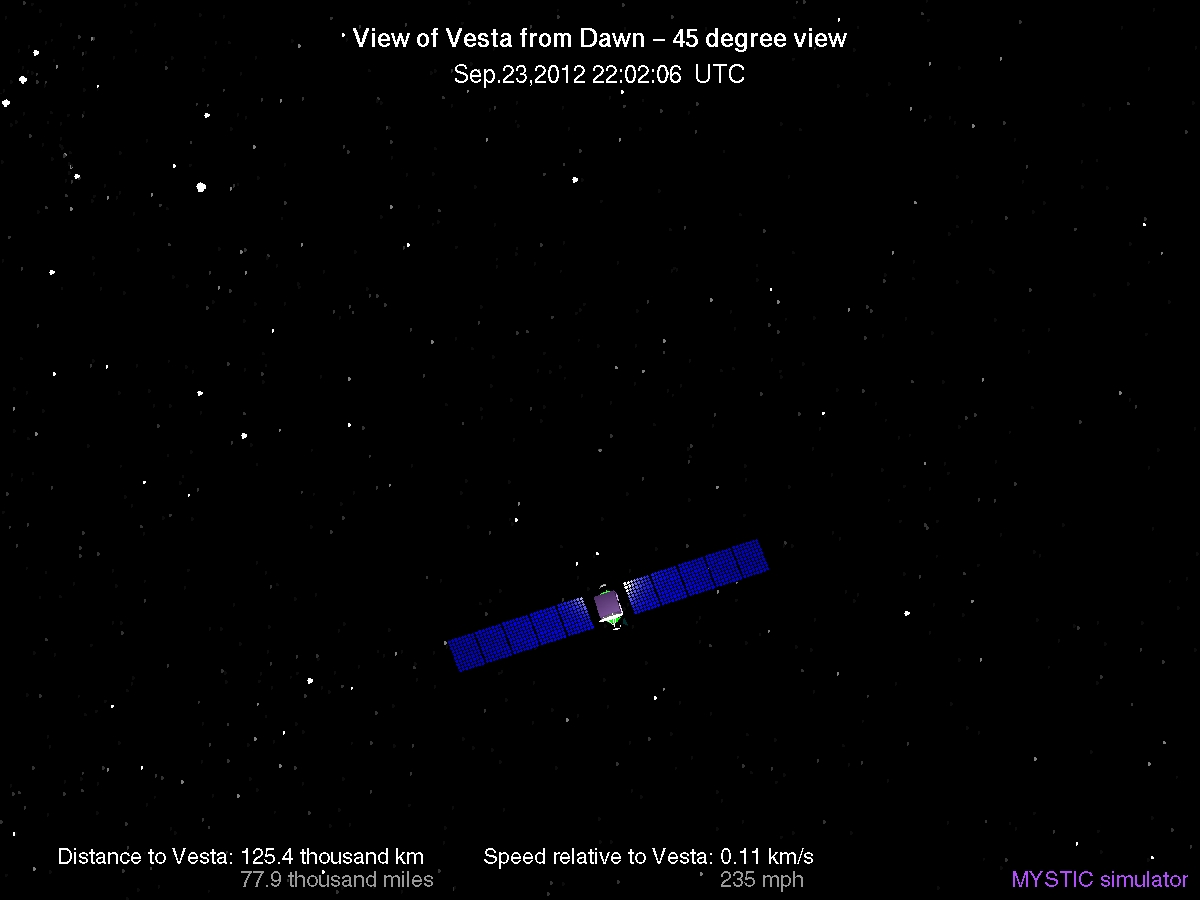 View of Vesta from Dawn – 45 degree view
Sep.23,2012 22:02:06 UTC
Distance to Vesta: 125.4 thousand km
77.9 thousand miles
Speed relative to Vesta: 0.11 km/s
235 mph
MYSTIC simulator